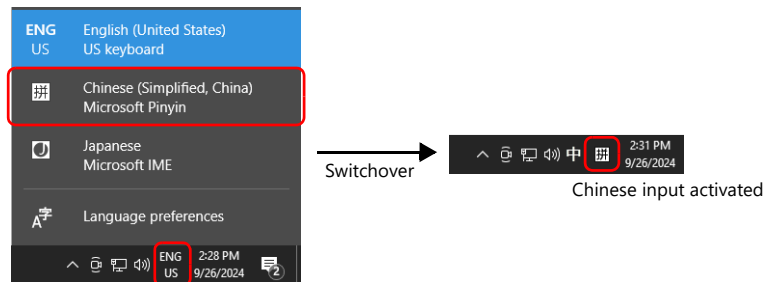 ENG English (United States)
US US keyboard
拼 Chinese (Simplified, China)
Microsoft Pinyin
J Japanese
Microsoft IME
A字 Language preferences
ENG 2:28 PM
US 9/26/2024 2
Switchover
中 拼 2:31 PM
9/26/2024
Chinese input activated